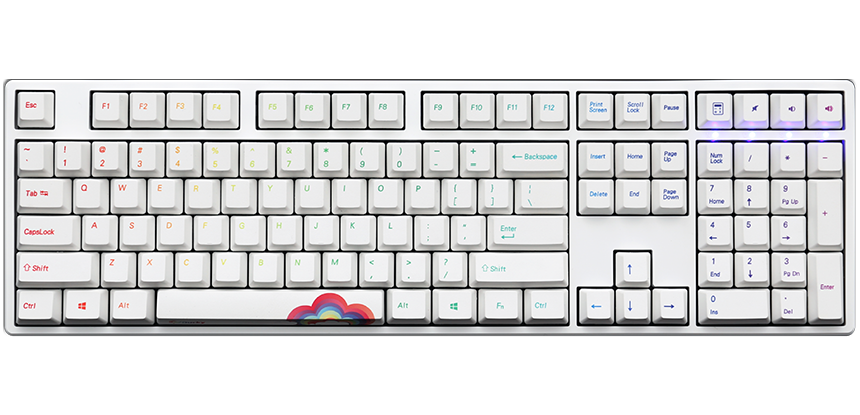 Esc F1 F2 F3 F4 F5 F6 F7 F8 F9 F10 F11 F12 Print Screen Scroll Lock Pause
~ ` ! 1 @ 2 # 3 $ 4 % 5 ^ 6 & 7 * 8 ( 9 ) 0 _ - + = ← Backspace Insert Home Page Up Num Lock / * -
Tab Q W E R T Y U I O P { [ } ] | \ Delete End Page Down 7 Home 8 ↑ 9 Pg Up +
CapsLock A S D F G H J K L : ; " ' Enter 4 ← 5 6 →
⇧ Shift Z X C V B N M < , > . ? / ⇧ Shift ↑ 1 End 2 ↓ 3 Pg Dn Enter
Ctrl Alt Alt Fn Ctrl ← ↓ → 0 Ins . Del